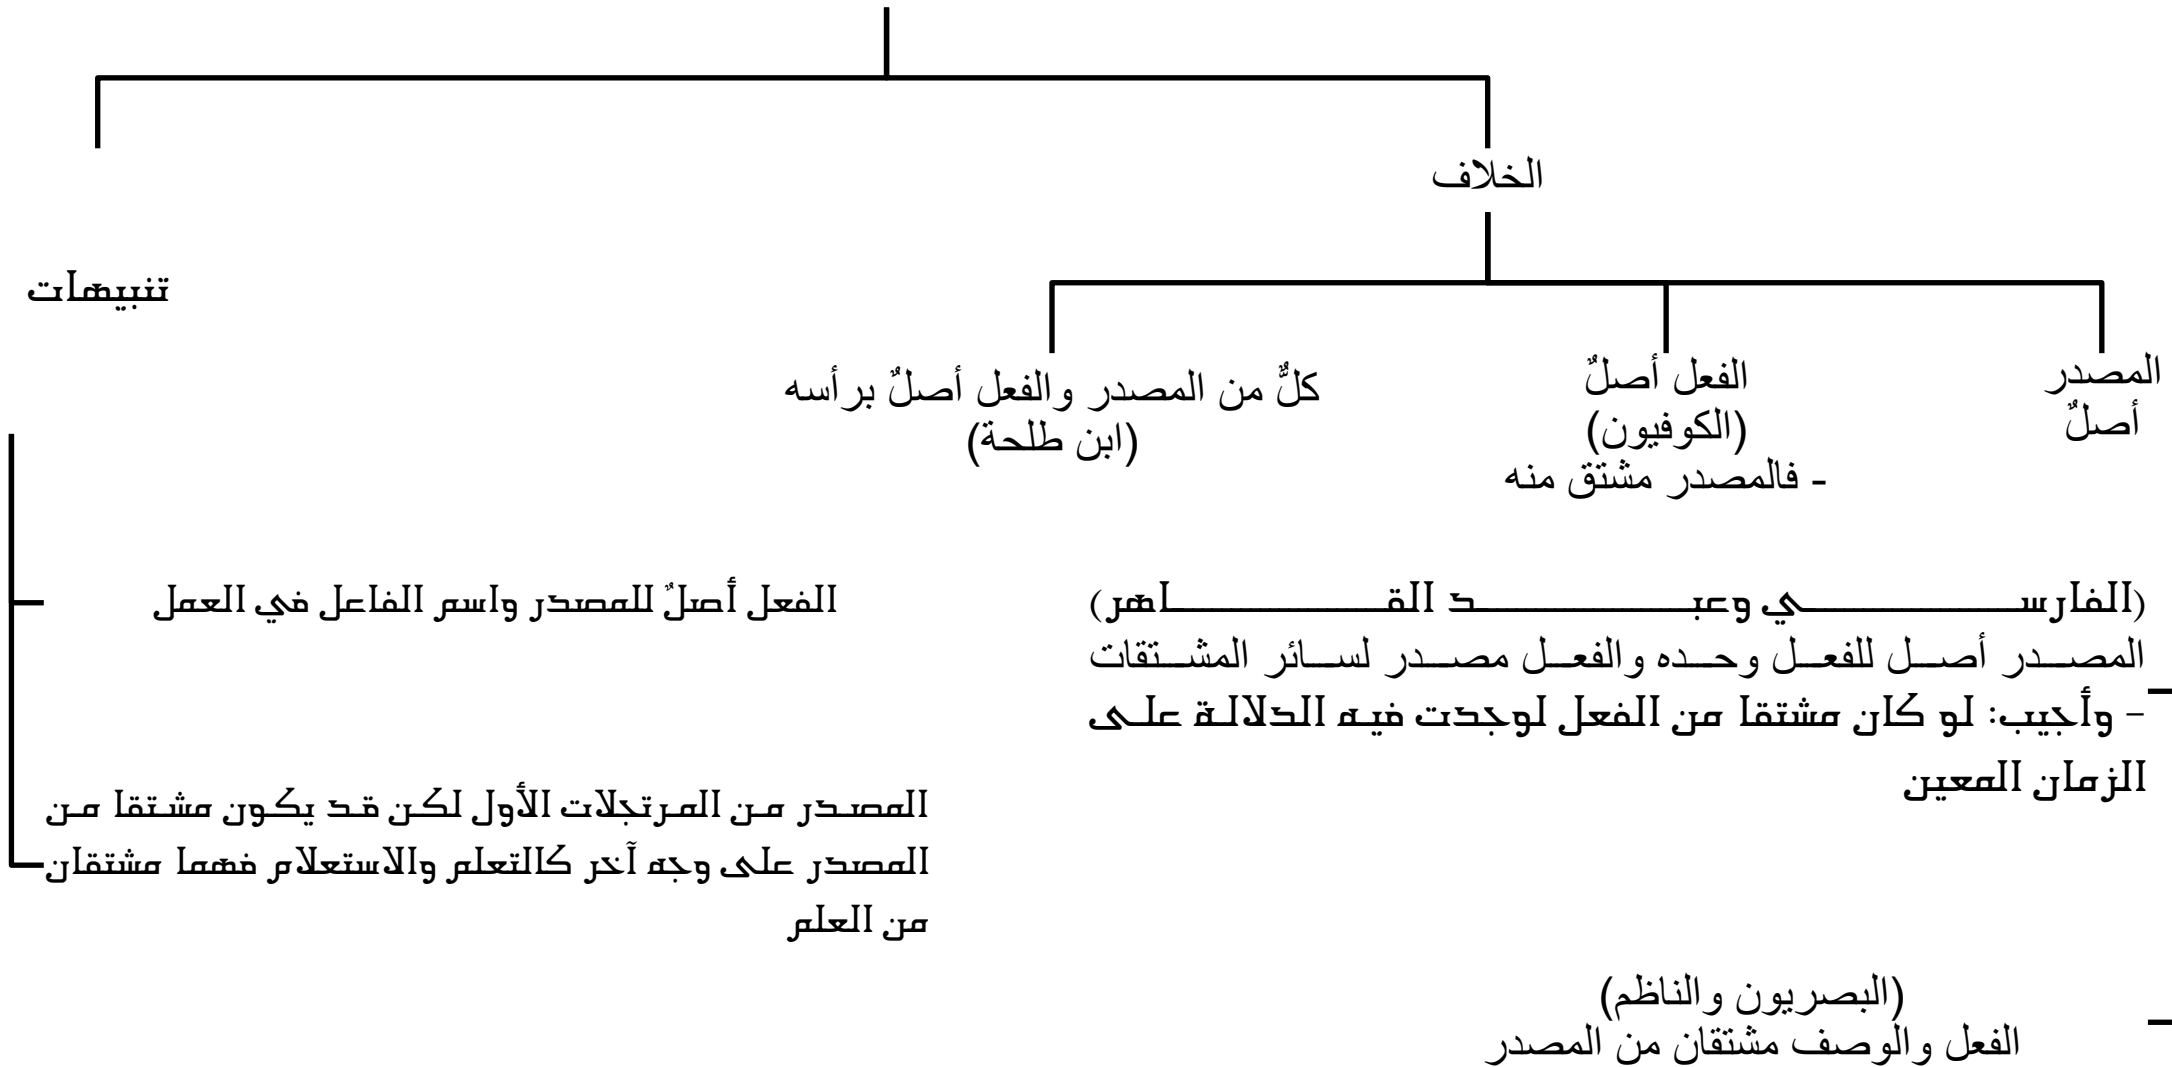 الخلاف
المصدر
أصلٌ
الفعل أصلٌ
(الكوفيون)
- فالمصدر مشتق منه
كلٌّ من المصدر والفعل أصلٌ برأسه
(ابن طلحة)
(الفارسي وعبد القاهر)
المصدر أصل للفعل وحده والفعل مصدر لسائر المشتقات
- وأجيب: لو كان مشتقا من الفعل لوجدت فيه الدلالة على
الزمان المعين
(البصريون والناظم)
الفعل والوصف مشتقان من المصدر
تنبيهات
الفعل أصلٌ للمصدر واسم الفاعل في العمل
المصدر من المرتجلات الأول لكن قد يكون مشتقا من
المصدر على وجه آخر كالتعلم والاستعلام فهما مشتقان
من العلم